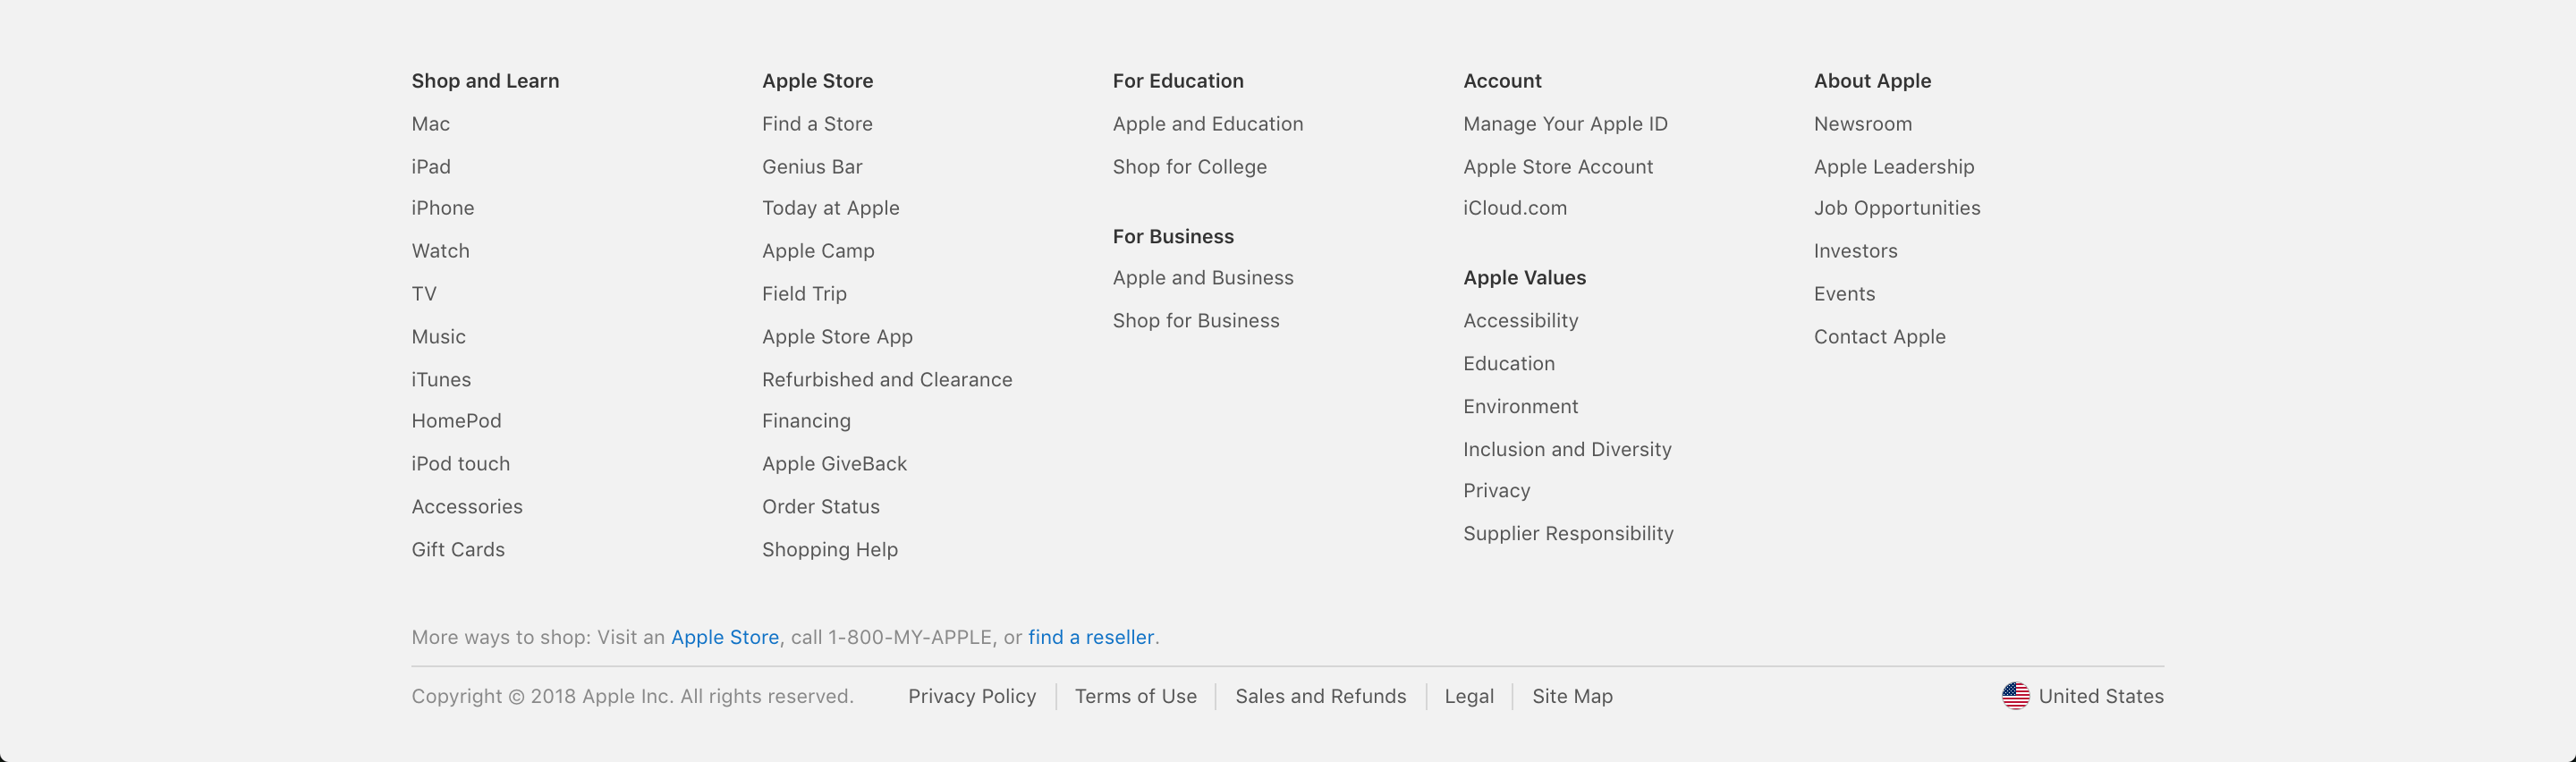 Shop and Learn
Mac
iPad
iPhone
Watch
TV
Music
iTunes
HomePod
iPod touch
Accessories
Gift Cards
Apple Store
Find a Store
Genius Bar
Today at Apple
Apple Camp
Field Trip
Apple Store App
Refurbished and Clearance
Financing
Apple GiveBack
Order Status
Shopping Help
For Education
Apple and Education
Shop for College
For Business
Apple and Business
Shop for Business
Account
Manage Your Apple ID
Apple Store Account
iCloud.com
Apple Values
Accessibility
Education
Environment
Inclusion and Diversity
Privacy
Supplier Responsibility
About Apple
Newsroom
Apple Leadership
Job Opportunities
Investors
Events
Contact Apple
More ways to shop: Visit an Apple Store, call 1-800-MY-APPLE, or find a reseller.
Copyright © 2018 Apple Inc. All rights reserved. Privacy Policy | Terms of Use | Sales and Refunds | Legal | Site Map United States